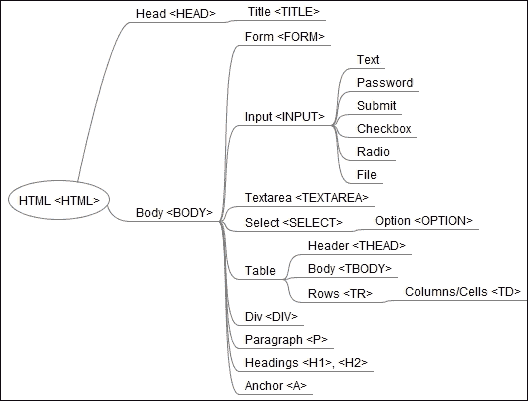 Head <HEAD>
Title <TITLE>
Form <FORM>
Text
Password
Submit
Input <INPUT>
Checkbox
Radio
File
HTML <HTML>
Body <BODY>
Textarea <TEXTAREA>
Select <SELECT>
Option <OPTION>
Header <THEAD>
Table
Body <TBODY>
Rows <TR>
Columns/Cells <TD>
Div <DIV>
Paragraph <P>
Headings <H1>, <H2>
Anchor <A>